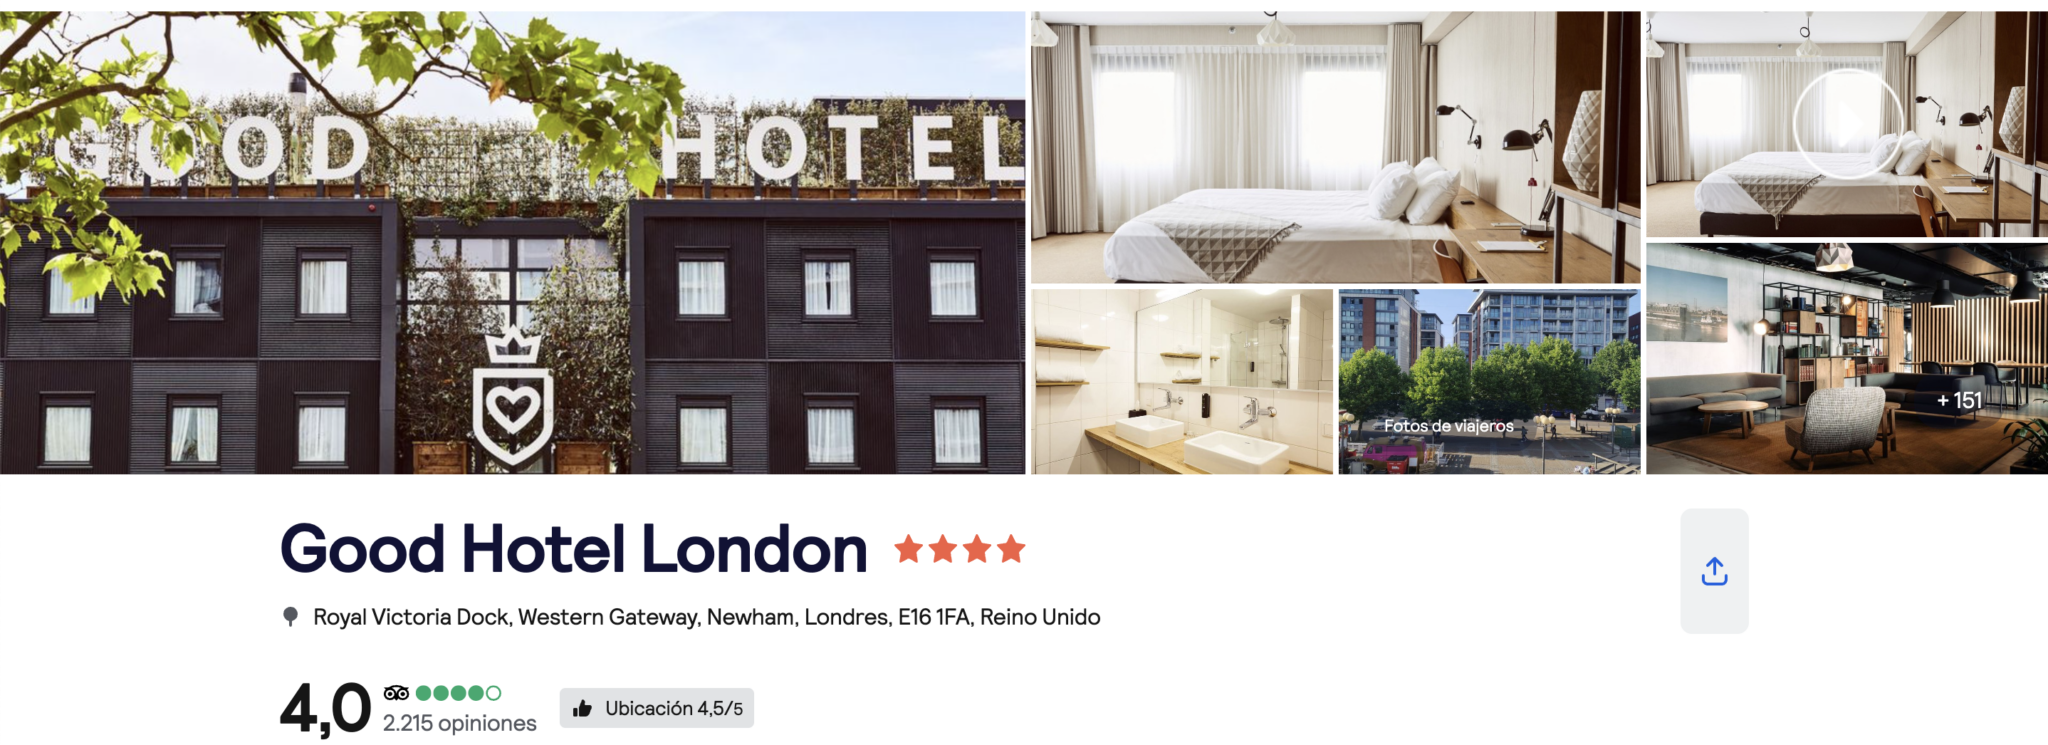 GOOD HOTEL
Fotos de viajeros
+ 151
Good Hotel London
Royal Victoria Dock, Western Gateway, Newham, Londres, E16 1FA, Reino Unido
4,0
2.215 opiniones
Ubicación 4,5/5